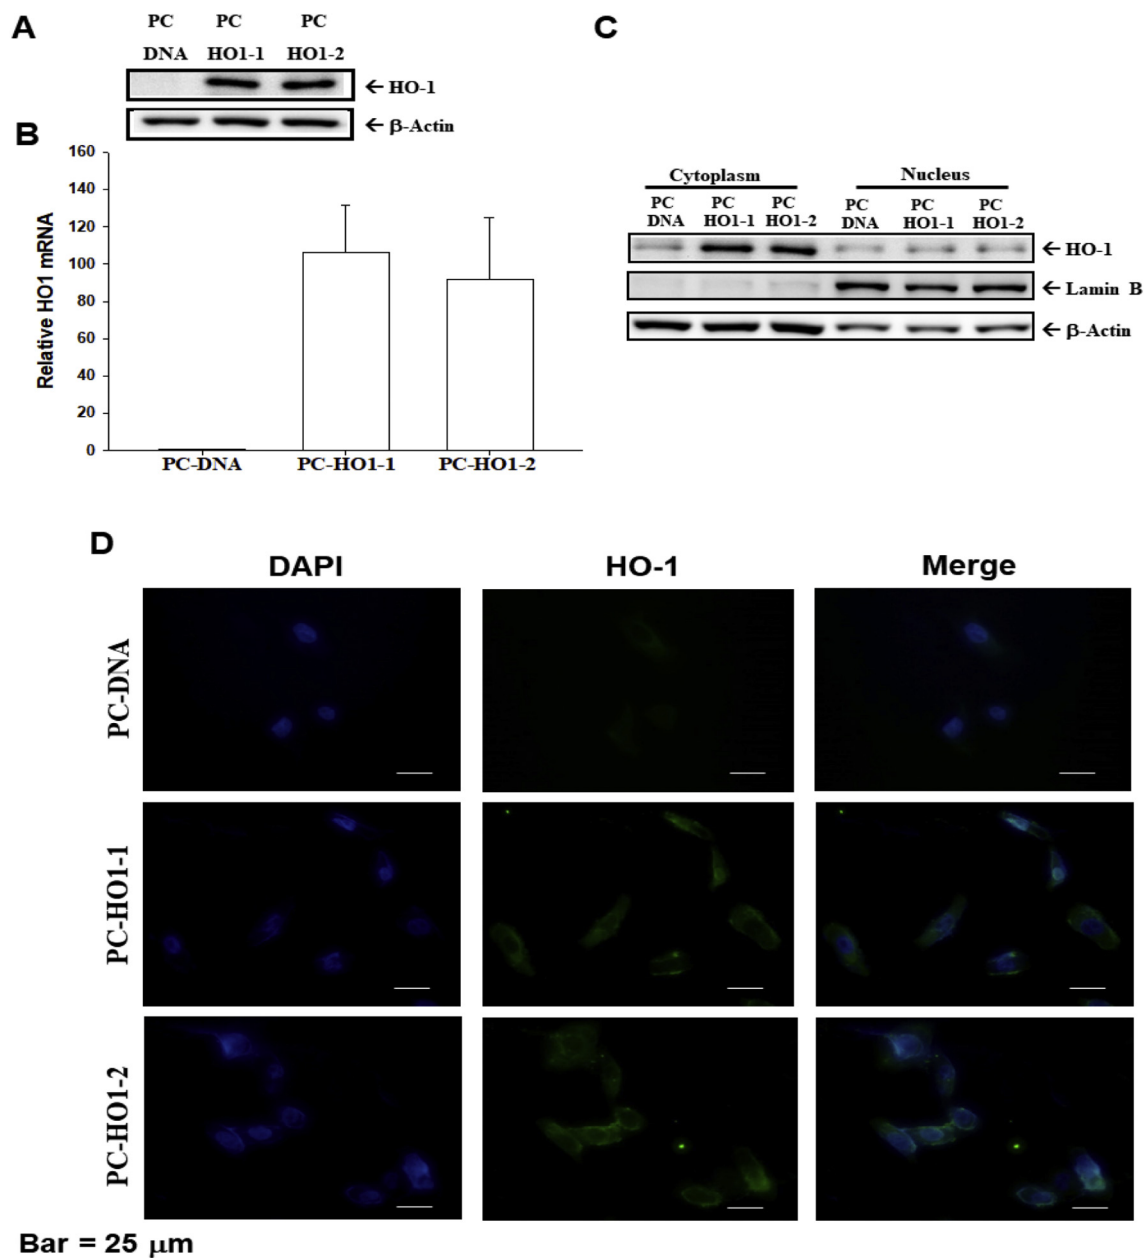 A
PC PC PC
DNA HO1-1 HO1-2
← HO-1
← β-Actin
B
160
140
120
100
80
60
40
20
0
Relative HO1 mRNA
PC-DNA PC-HO1-1 PC-HO1-2
C
Cytoplasm Nucleus
PC PC PC PC PC PC
DNA HO1-1 HO1-2 DNA HO1-1 HO1-2
← HO-1
← Lamin B
← β-Actin
D
DAPI HO-1 Merge
PC-DNA
PC-HO1-1
PC-HO1-2
Bar = 25 μm